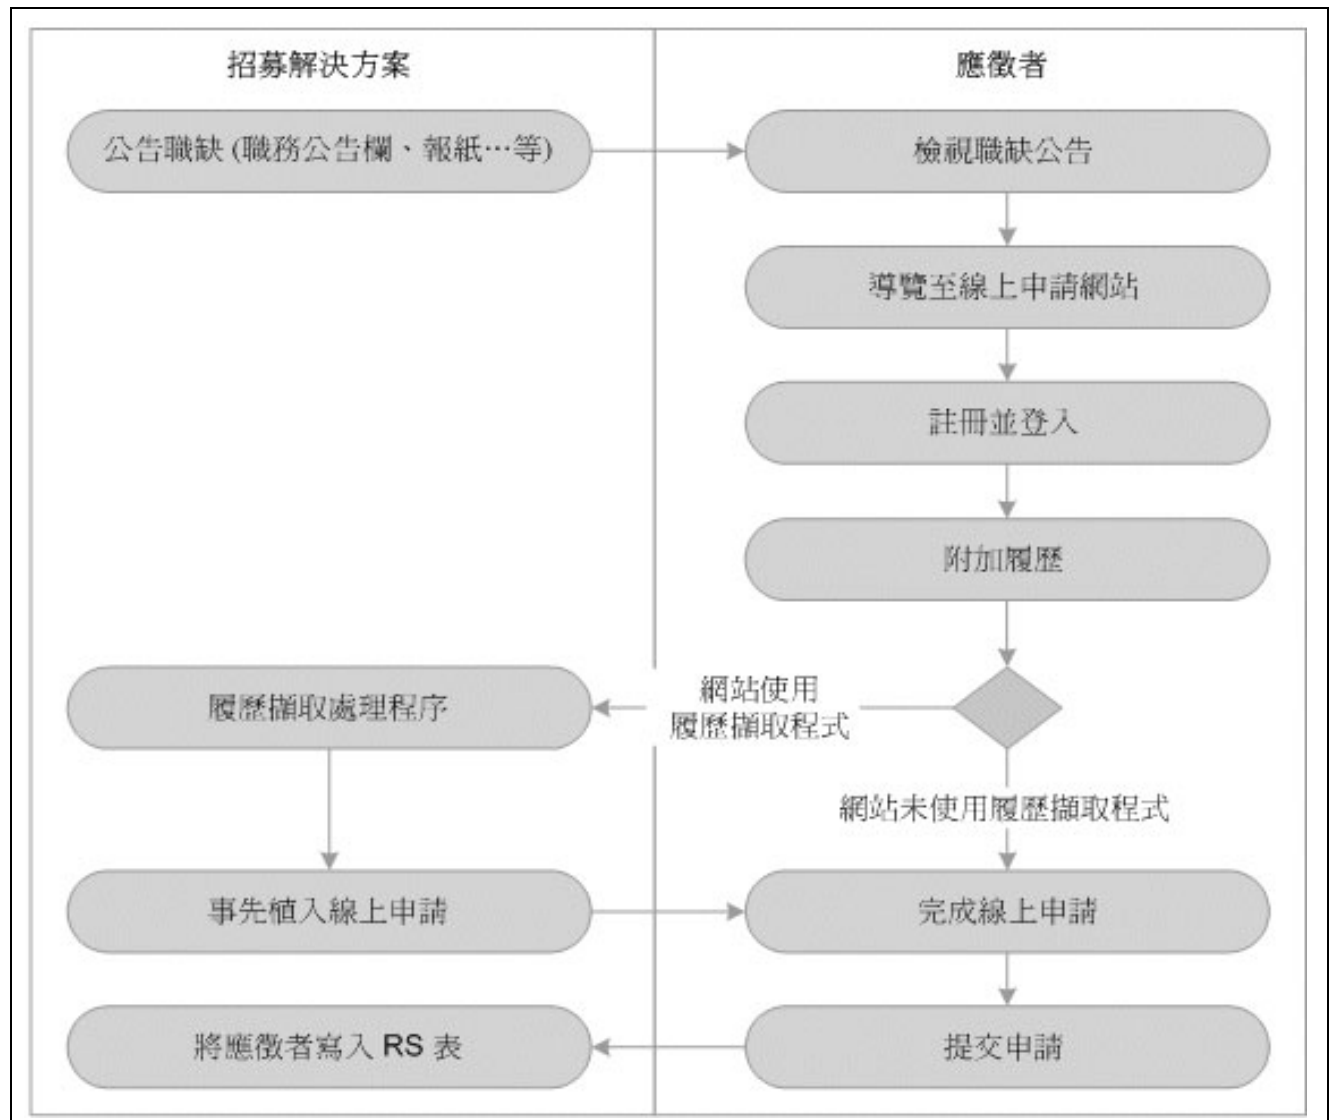 招募解決方案
應徵者
公告職缺 (職務公告欄、報紙…等)
檢視職缺公告
導覽至線上申請網站
註冊並登入
附加履歷
網站使用
履歷擷取程式
履歷擷取處理程序
網站未使用履歷擷取程式
事先植入線上申請
完成線上申請
提交申請
將應徵者寫入 RS 表